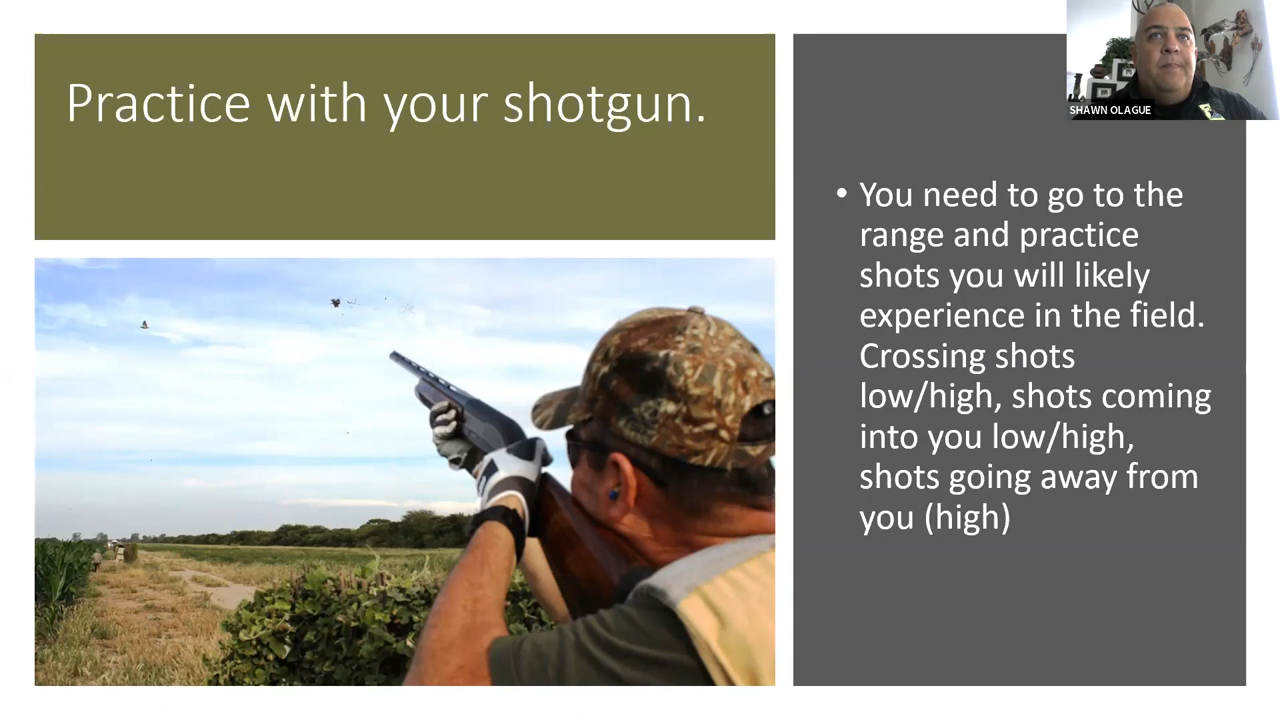 Practice with your shotgun.
SHAWN OLAGUE
• You need to go to the
range and practice
shots you will likely
experience in the field.
Crossing shots
low/high, shots coming
into you low/high,
shots going away from
you (high)